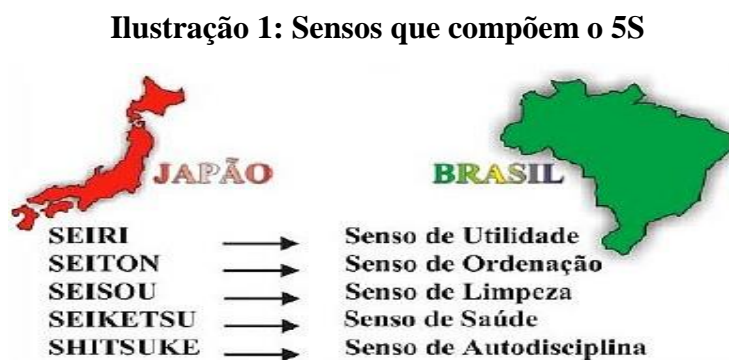 Ilustração 1: Sensos que compõem o 5S
JAPÃO BRASIL
SEIRI Senso de Utilidade
SEITON Senso de Ordenação
SEISOU Senso de Limpeza
SEIKETSU Senso de Saúde
SHITSUKE Senso de Autodisciplina